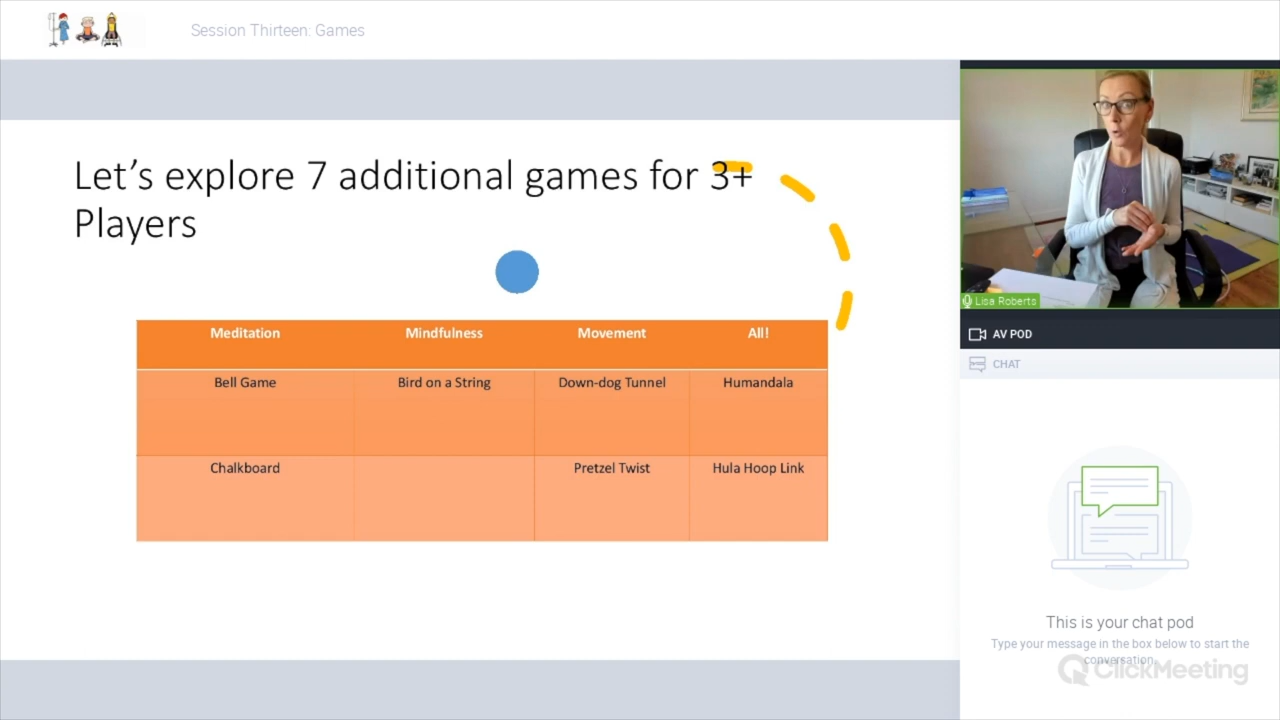 Session Thirteen: Games
Let’s explore 7 additional games for 3+
Players
Meditation Mindfulness Movement All!
Bell Game Bird on a String Down-dog Tunnel Humandala
Chalkboard Pretzel Twist Hula Hoop Link
Lisa Roberts
AV POD
CHAT
This is your chat pod
Type your message in the box below to start the
conversation.
ClickMeeting